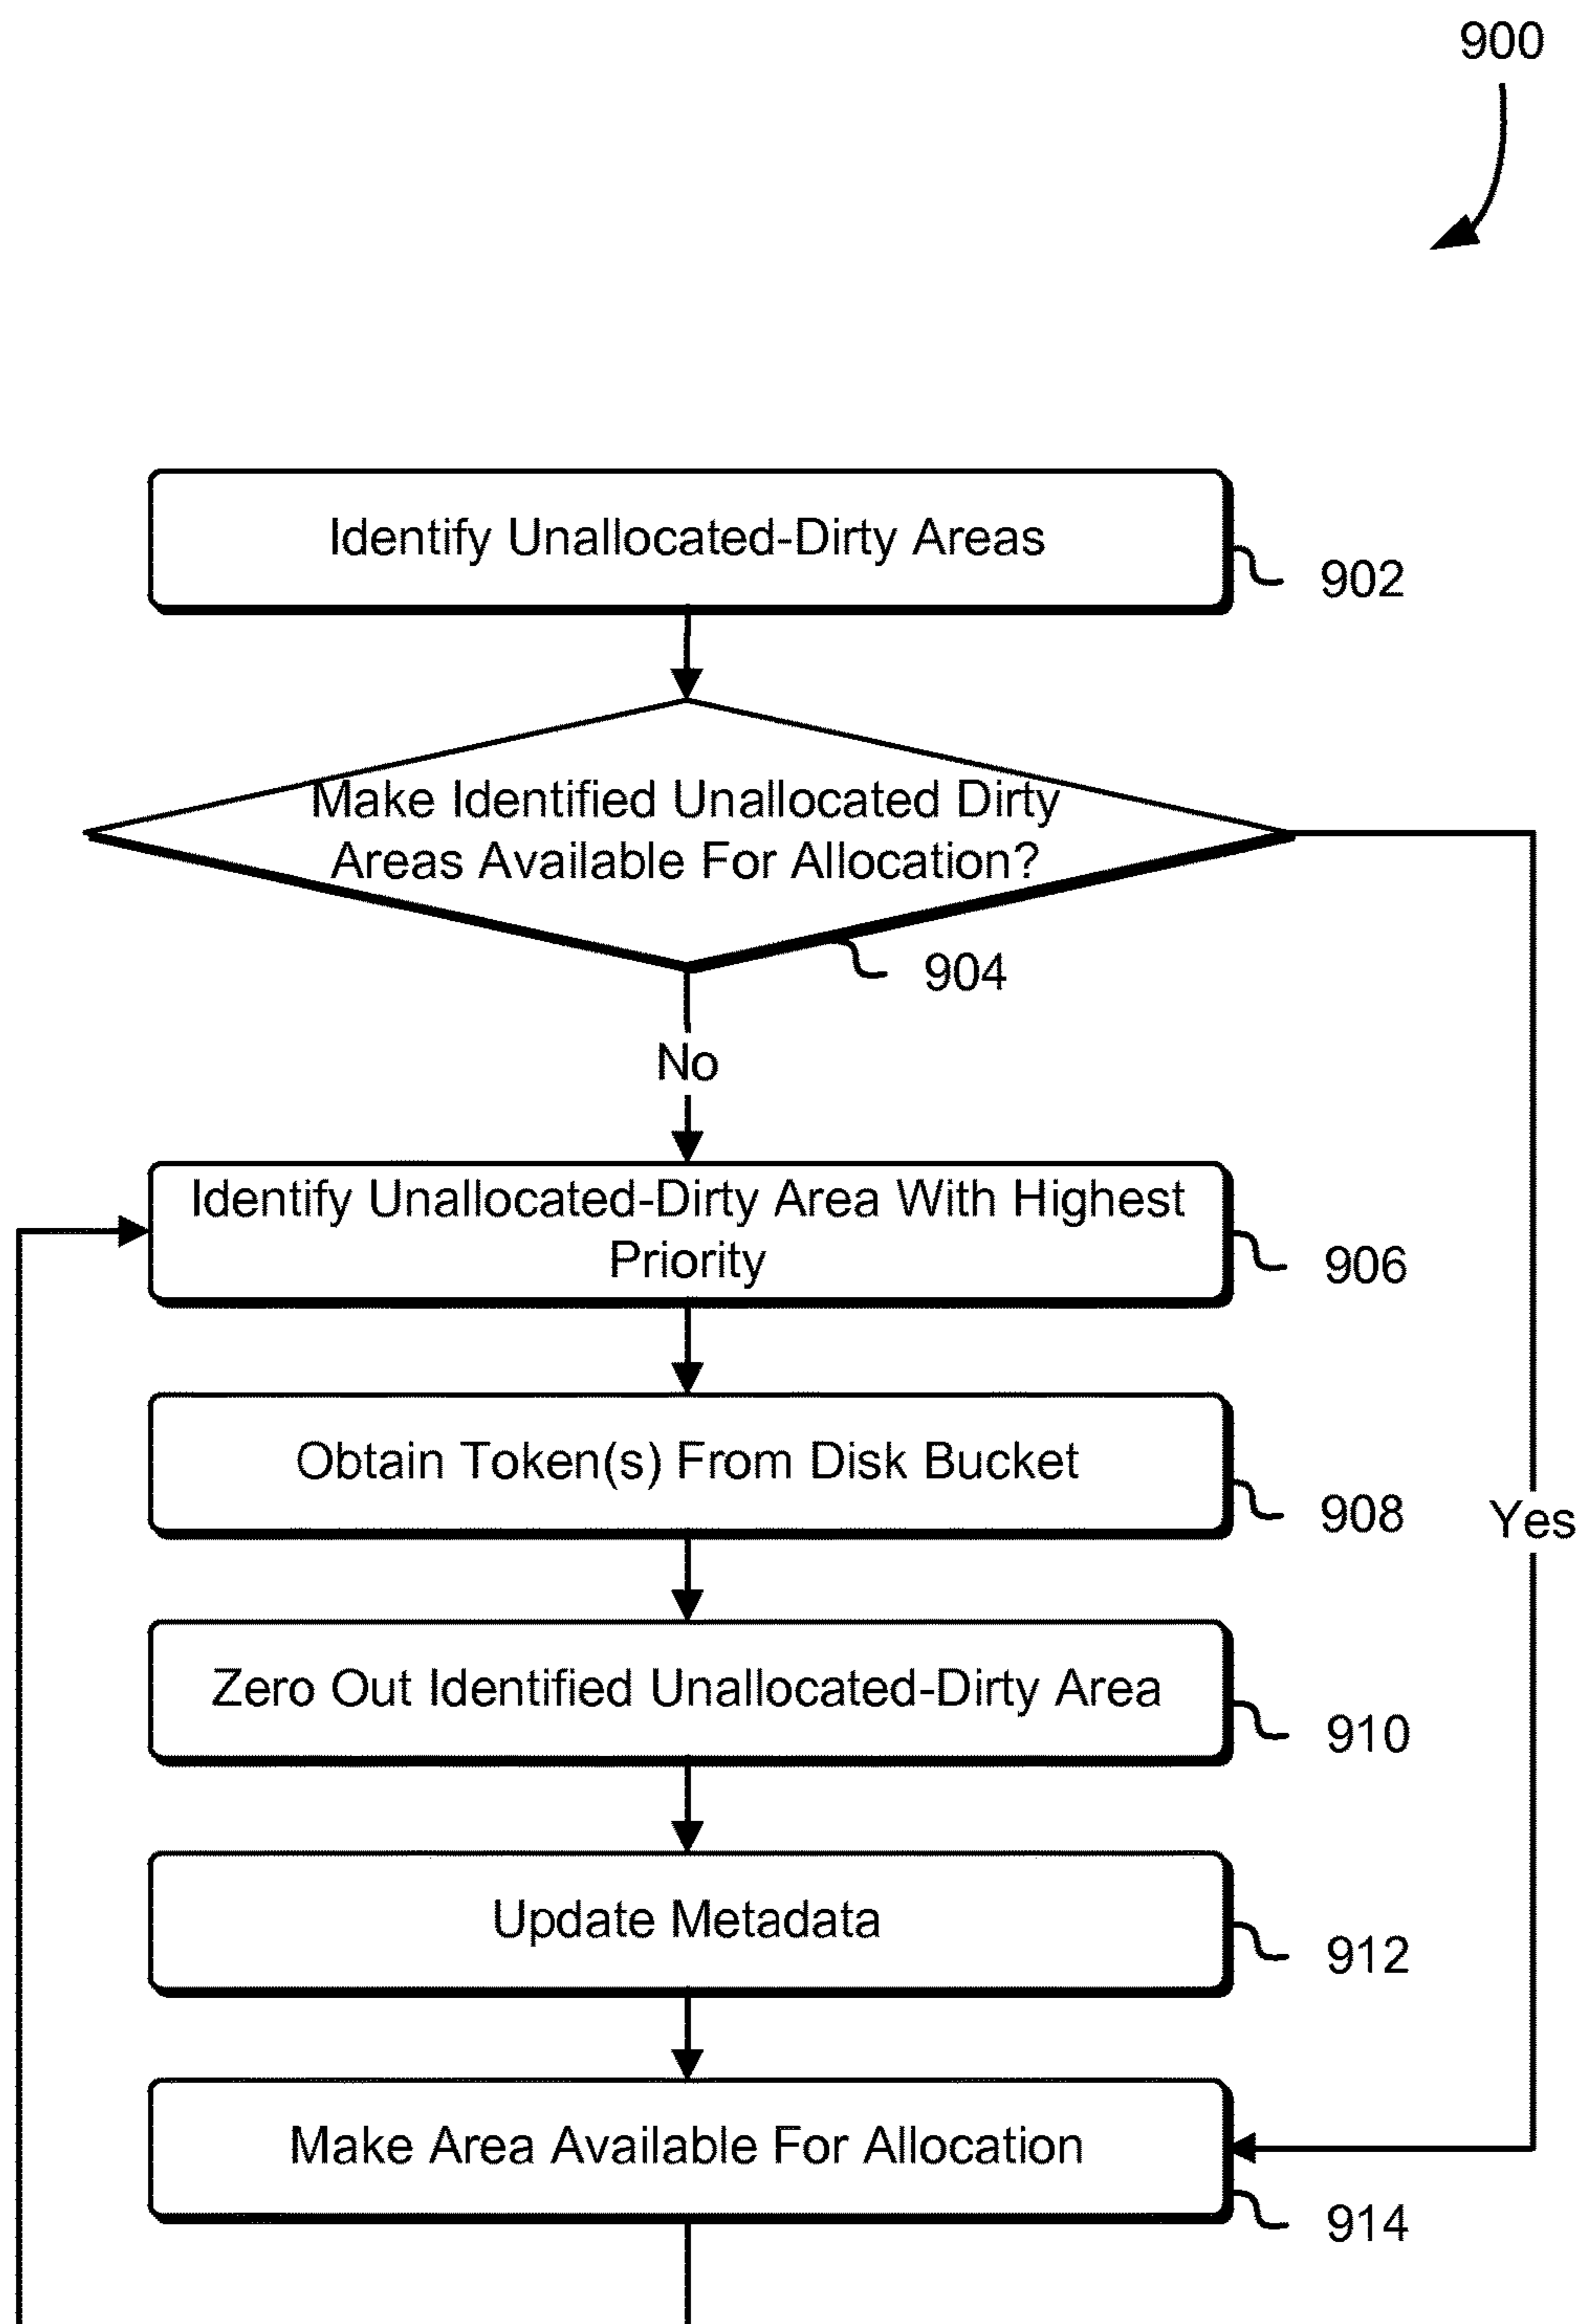 900
Identify Unallocated-Dirty Areas
902
Make Identified Unallocated Dirty
Areas Available For Allocation?
904
No
Identify Unallocated-Dirty Area With Highest
Priority
906
Obtain Token(s) From Disk Bucket
908
Yes
Zero Out Identified Unallocated-Dirty Area
910
Update Metadata
912
Make Area Available For Allocation
914